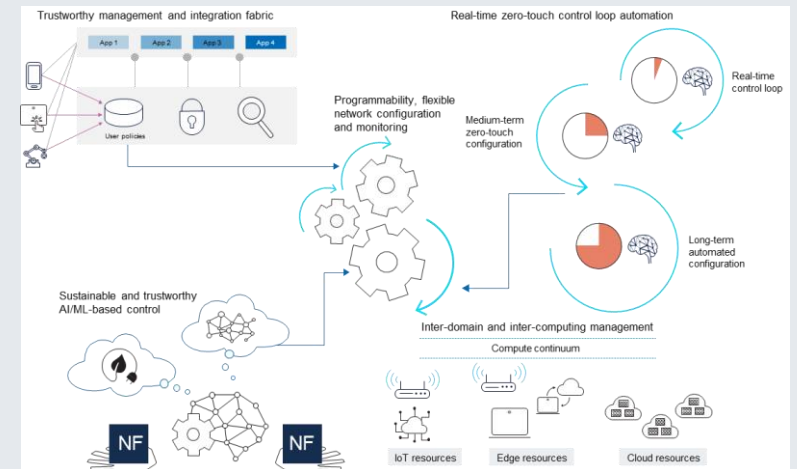 Trustworthy management and integration fabric
App 1
App 2
App 3
App 4
User policies
Programmability, flexible
network configuration
and monitoring
Real-time zero-touch control loop automation
Real-time
control loop
Medium-term
zero-touch
configuration
Long-term
automated
configuration
Sustainable and trustworthy
AI/ML-based control
NF
NF
Inter-domain and inter-computing management
Compute continuum
IoT resources
Edge resources
Cloud resources